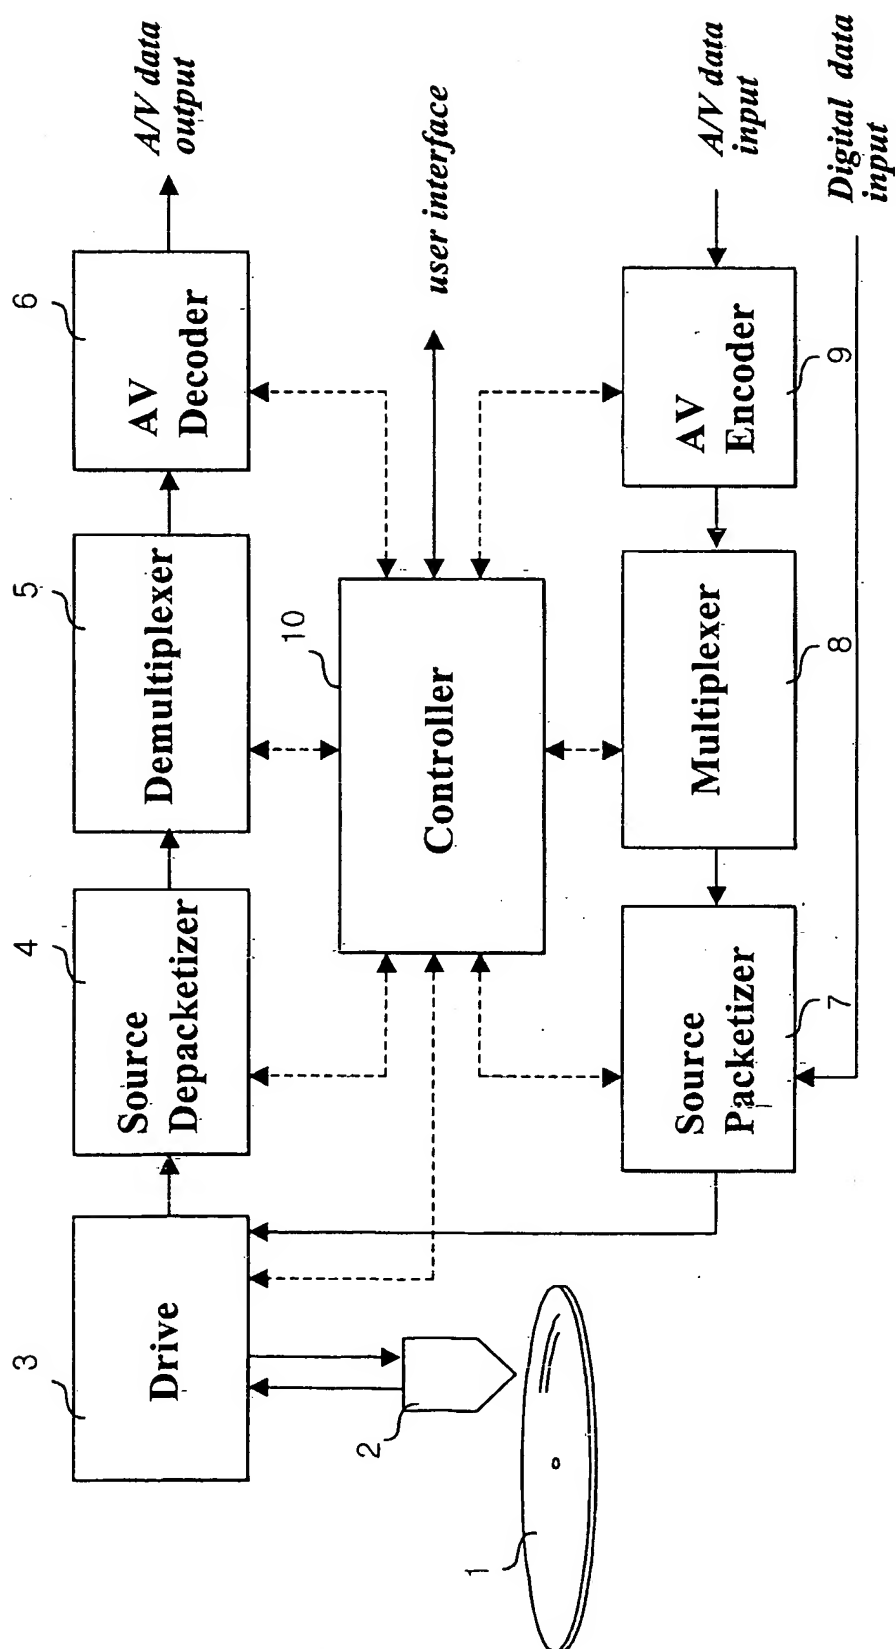 3
Drive
4
Source
Depacketizer
5
Demultiplexer
6
AV
Decoder
A/V data
output
2
1
10
Controller
user interface
Source
Packetizer
7
Multiplexer
8
AV
Encoder
9
A/V data
input
Digital data
input